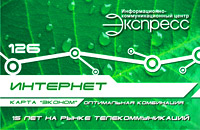 Информационно-
коммуникационный центр
Экспресс
126
ИНТЕРНЕТ
КАРТА "ЭКОНОМ" ОПТИМАЛЬНАЯ КОМБИНАЦИЯ
15 ЛЕТ НА РЫНКЕ ТЕЛЕКОММУНИКАЦИЙ